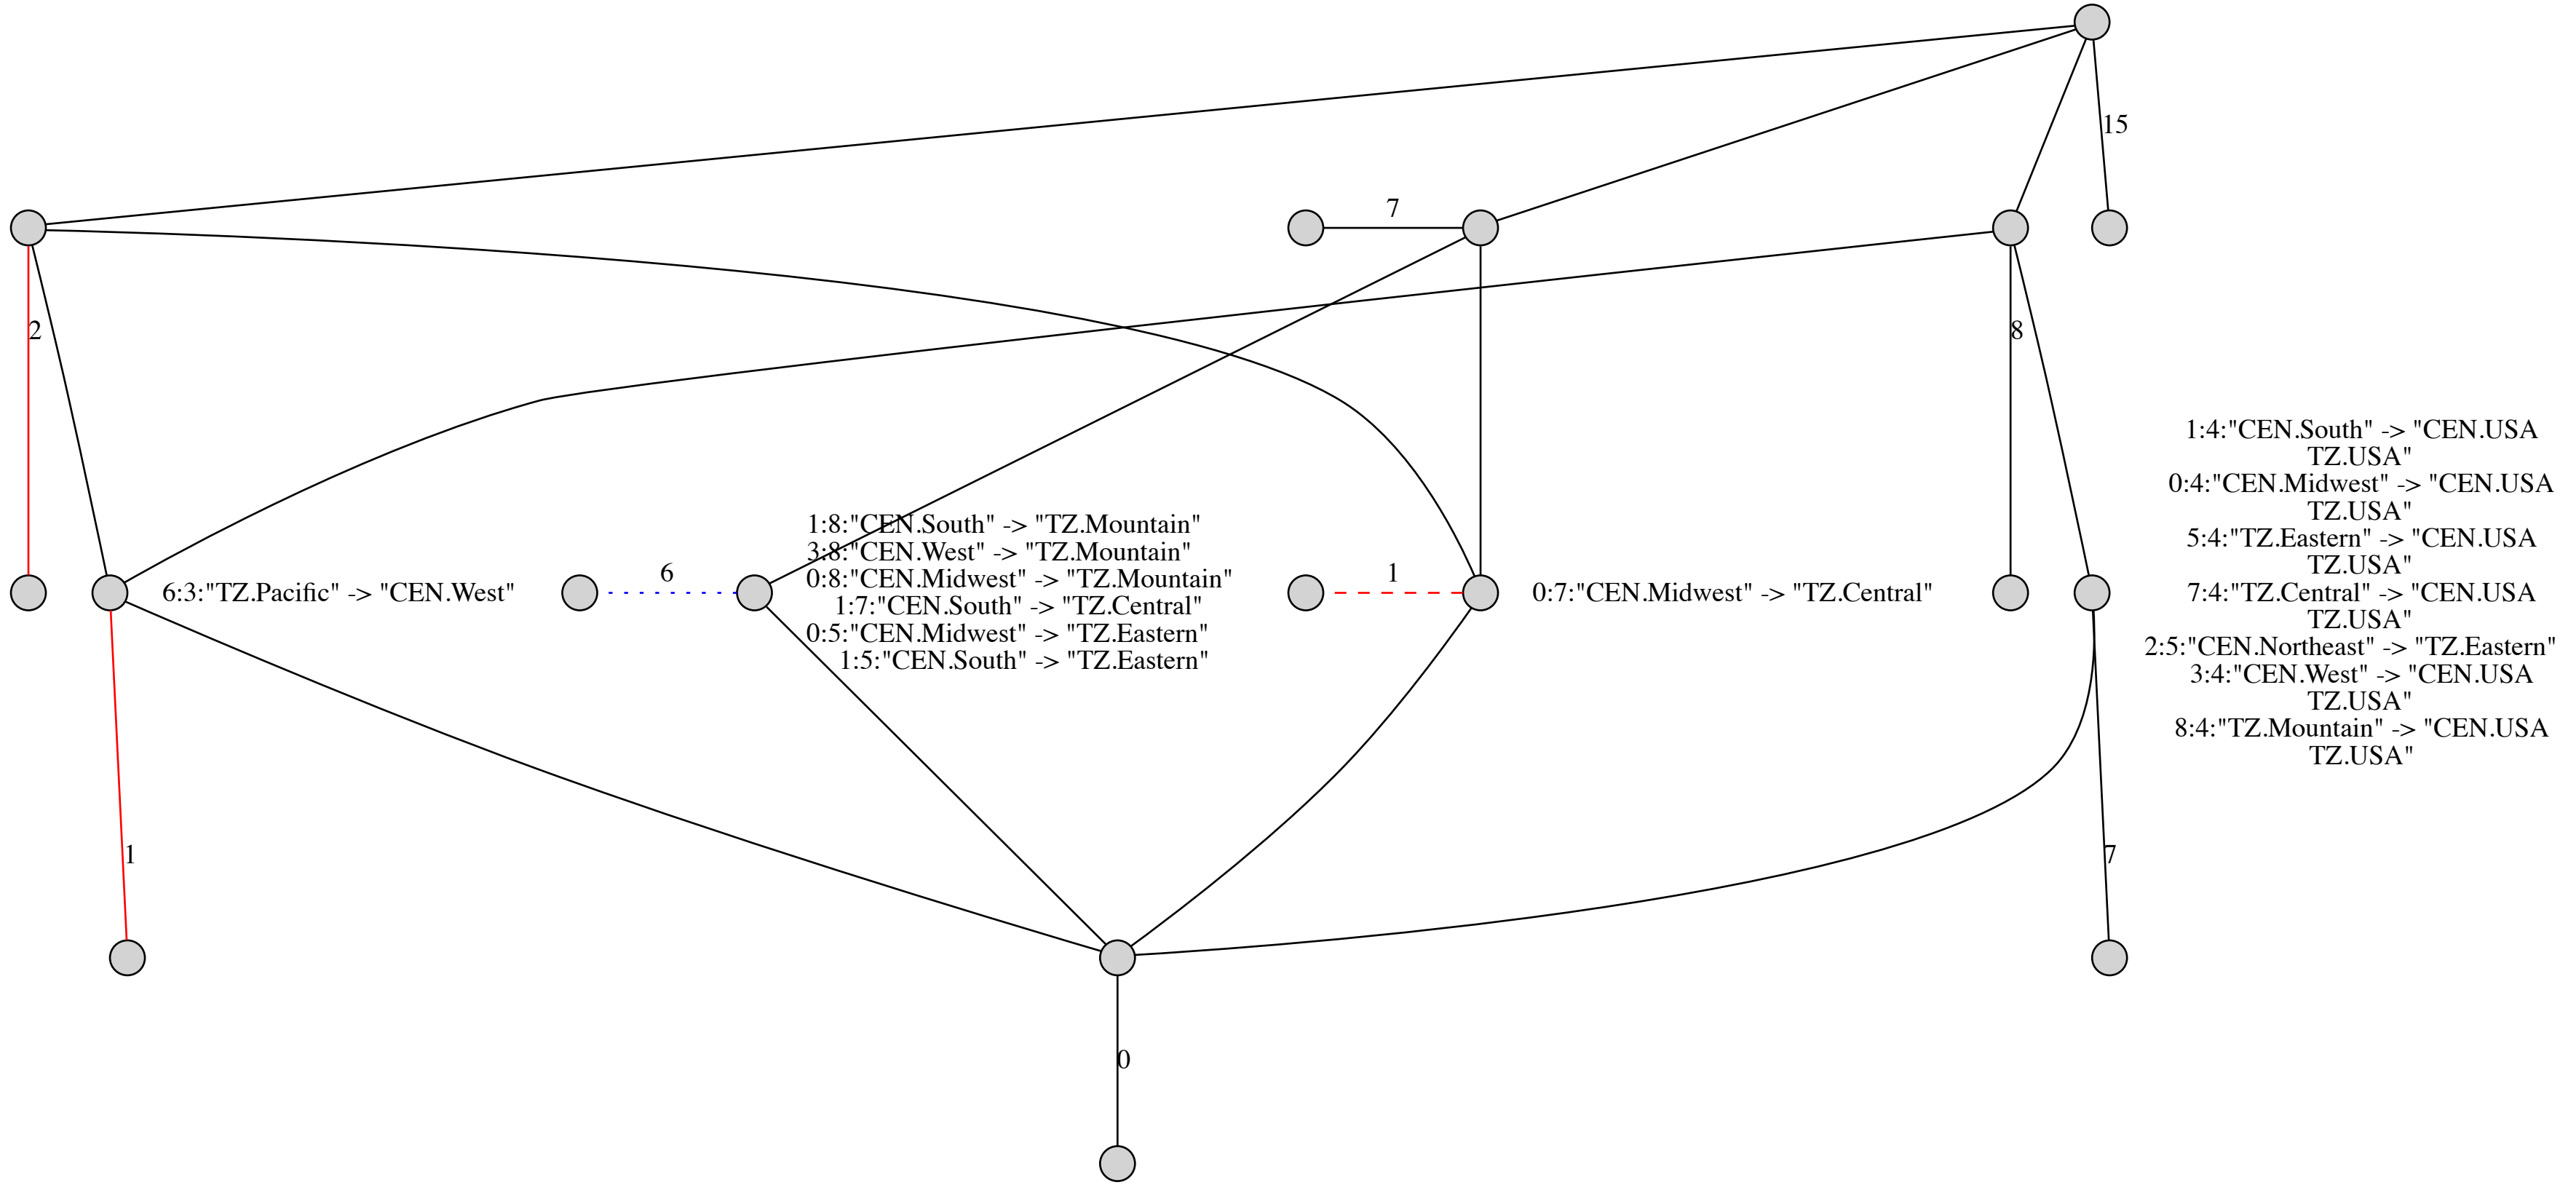 15
7
2
8
1:4:"CEN.South" -> "CEN.USA
TZ.USA"
0:4:"CEN.Midwest" -> "CEN.USA
TZ.USA"
5:4:"TZ.Eastern" -> "CEN.USA
TZ.USA"
7:4:"TZ.Central" -> "CEN.USA
TZ.USA"
2:5:"CEN.Northeast" -> "TZ.Eastern"
3:4:"CEN.West" -> "CEN.USA
TZ.USA"
8:4:"TZ.Mountain" -> "CEN.USA
TZ.USA"
6:3:"TZ.Pacific" -> "CEN.West"
6
1:8:"CEN.South" -> "TZ.Mountain"
3:8:"CEN.West" -> "TZ.Mountain"
0:8:"CEN.Midwest" -> "TZ.Mountain"
1:7:"CEN.South" -> "TZ.Central"
0:5:"CEN.Midwest" -> "TZ.Eastern"
1:5:"CEN.South" -> "TZ.Eastern"
1
0:7:"CEN.Midwest" -> "TZ.Central"
1
7
0